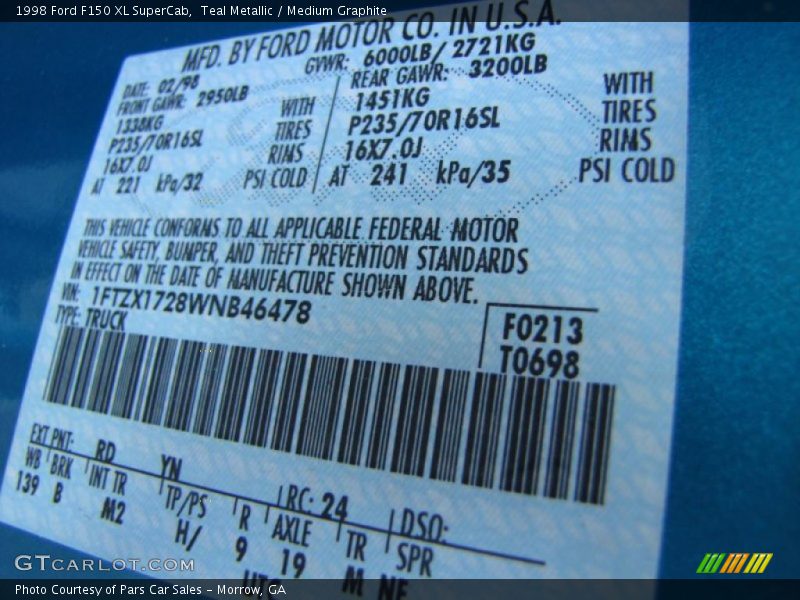 1998 Ford F150 XL SuperCab,  Teal Metallic / Medium Graphite
MFD. BY FORD MOTOR CO. IN U.S.A.
DATE: 02/98 GVWR: 6000LB/ 2721KG
FRONT GAWR: 2950LB REAR GAWR: 3200LB
1338KG WITH 1451KG WITH
P235/70R16SL TIRES P235/70R16SL TIRES
16X7.0J RIMS 16X7.0J RIMS
AT 221 kPa/32 PSI COLD AT 241 kPa/35 PSI COLD
THIS VEHICLE CONFORMS TO ALL APPLICABLE FEDERAL MOTOR
VEHICLE SAFETY, BUMPER, AND THEFT PREVENTION STANDARDS
IN EFFECT ON THE DATE OF MANUFACTURE SHOWN ABOVE.
VIN: 1FTZX1728WNB46478
TYPE: TRUCK
F0213
T0698
EXT PNT: RD YN RC: 24 DSO:
WB BRK INT TR TP/PS R AXLE TR SPR
139 B M2 H/ 9 19 M NE
GTCARLOT.COM
Photo Courtesy of Pars Car Sales - Morrow, GA